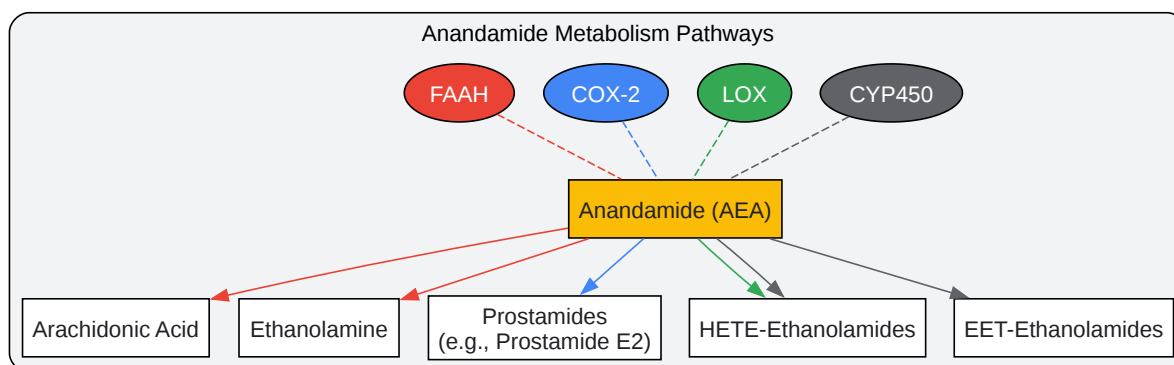 Anandamide Metabolism Pathways
FAAH
COX-2
LOX
CYP450
Anandamide (AEA)
Arachidonic Acid
Ethanolamine
Prostamides
(e.g., Prostamide E2)
HETE-Ethanolamides
EET-Ethanolamides